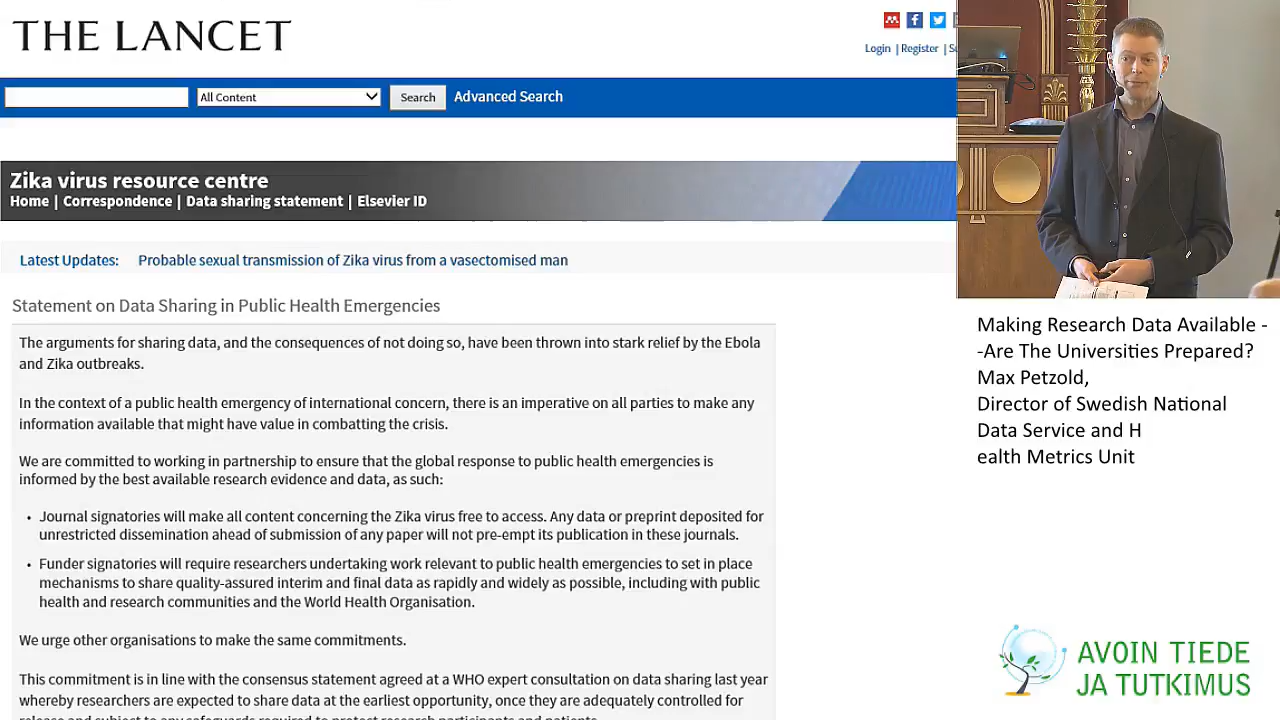 THE LANCET
Login | Register |
All Content
Search
Advanced Search
Zika virus resource centre
Home | Correspondence | Data sharing statement | Elsevier ID
Latest Updates: Probable sexual transmission of Zika virus from a vasectomised man
Statement on Data Sharing in Public Health Emergencies
The arguments for sharing data, and the consequences of not doing so, have been thrown into stark relief by the Ebola
and Zika outbreaks.
In the context of a public health emergency of international concern, there is an imperative on all parties to make any
information available that might have value in combatting the crisis.
We are committed to working in partnership to ensure that the global response to public health emergencies is
informed by the best available research evidence and data, as such:
• Journal signatories will make all content concerning the Zika virus free to access. Any data or preprint deposited for
unrestricted dissemination ahead of submission of any paper will not pre-empt its publication in these journals.
• Funder signatories will require researchers undertaking work relevant to public health emergencies to set in place
mechanisms to share quality-assured interim and final data as rapidly and widely as possible, including with public
health and research communities and the World Health Organisation.
We urge other organisations to make the same commitments.
This commitment is in line with the consensus statement agreed at a WHO expert consultation on data sharing last year
whereby researchers are expected to share data at the earliest opportunity, once they are adequately controlled for
release and subject to any safeguards required to protect research participants and patients.
Making Research Data Available -
-Are The Universities Prepared?
Max Petzold,
Director of Swedish National
Data Service and H
ealth Metrics Unit
AVOIN TIEDE
JA TUTKIMUS